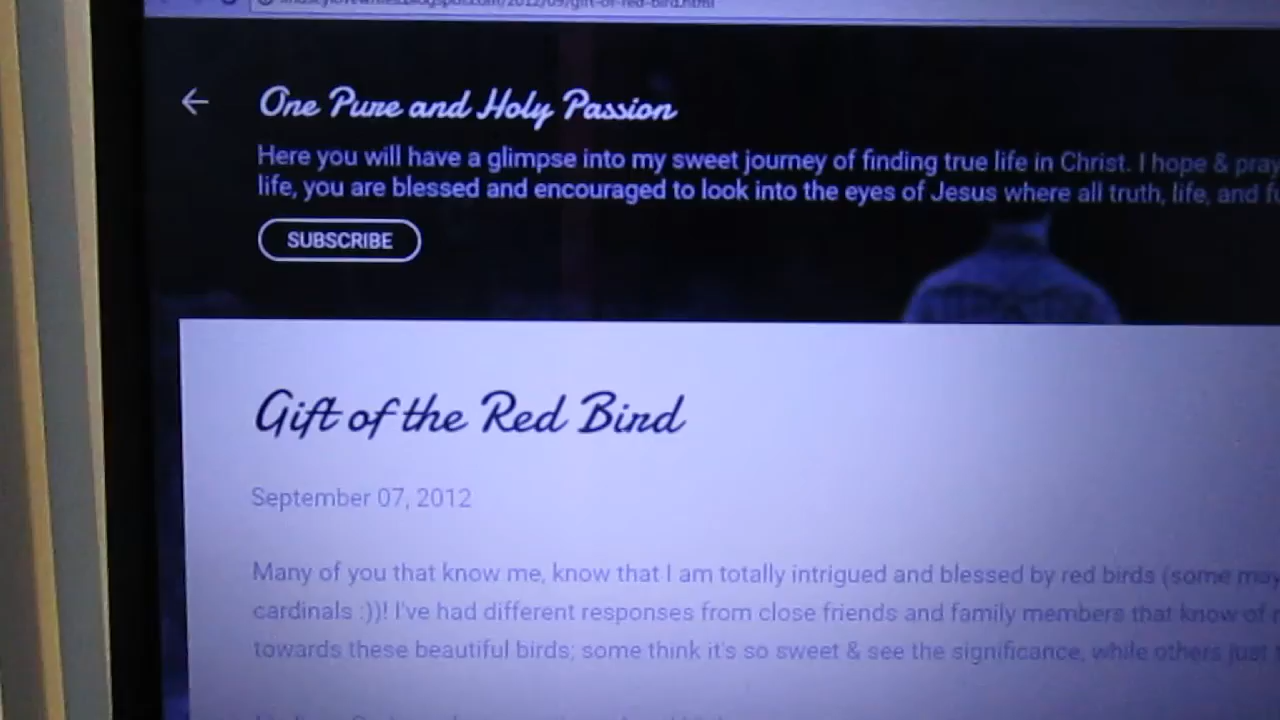 One Pure and Holy Passion
Here you will have a glimpse into my sweet journey of finding true life in Christ. I hope & pray
life, you are blessed and encouraged to look into the eyes of Jesus where all truth, life, and
SUBSCRIBE
Gift of the Red Bird
September 07, 2012
Many of you that know me, know that I am totally intrigued and blessed by red birds (some may
cardinals :))! I've had different responses from close friends and family members that know of
towards these beautiful birds; some think it's so sweet & see the significance, while others just